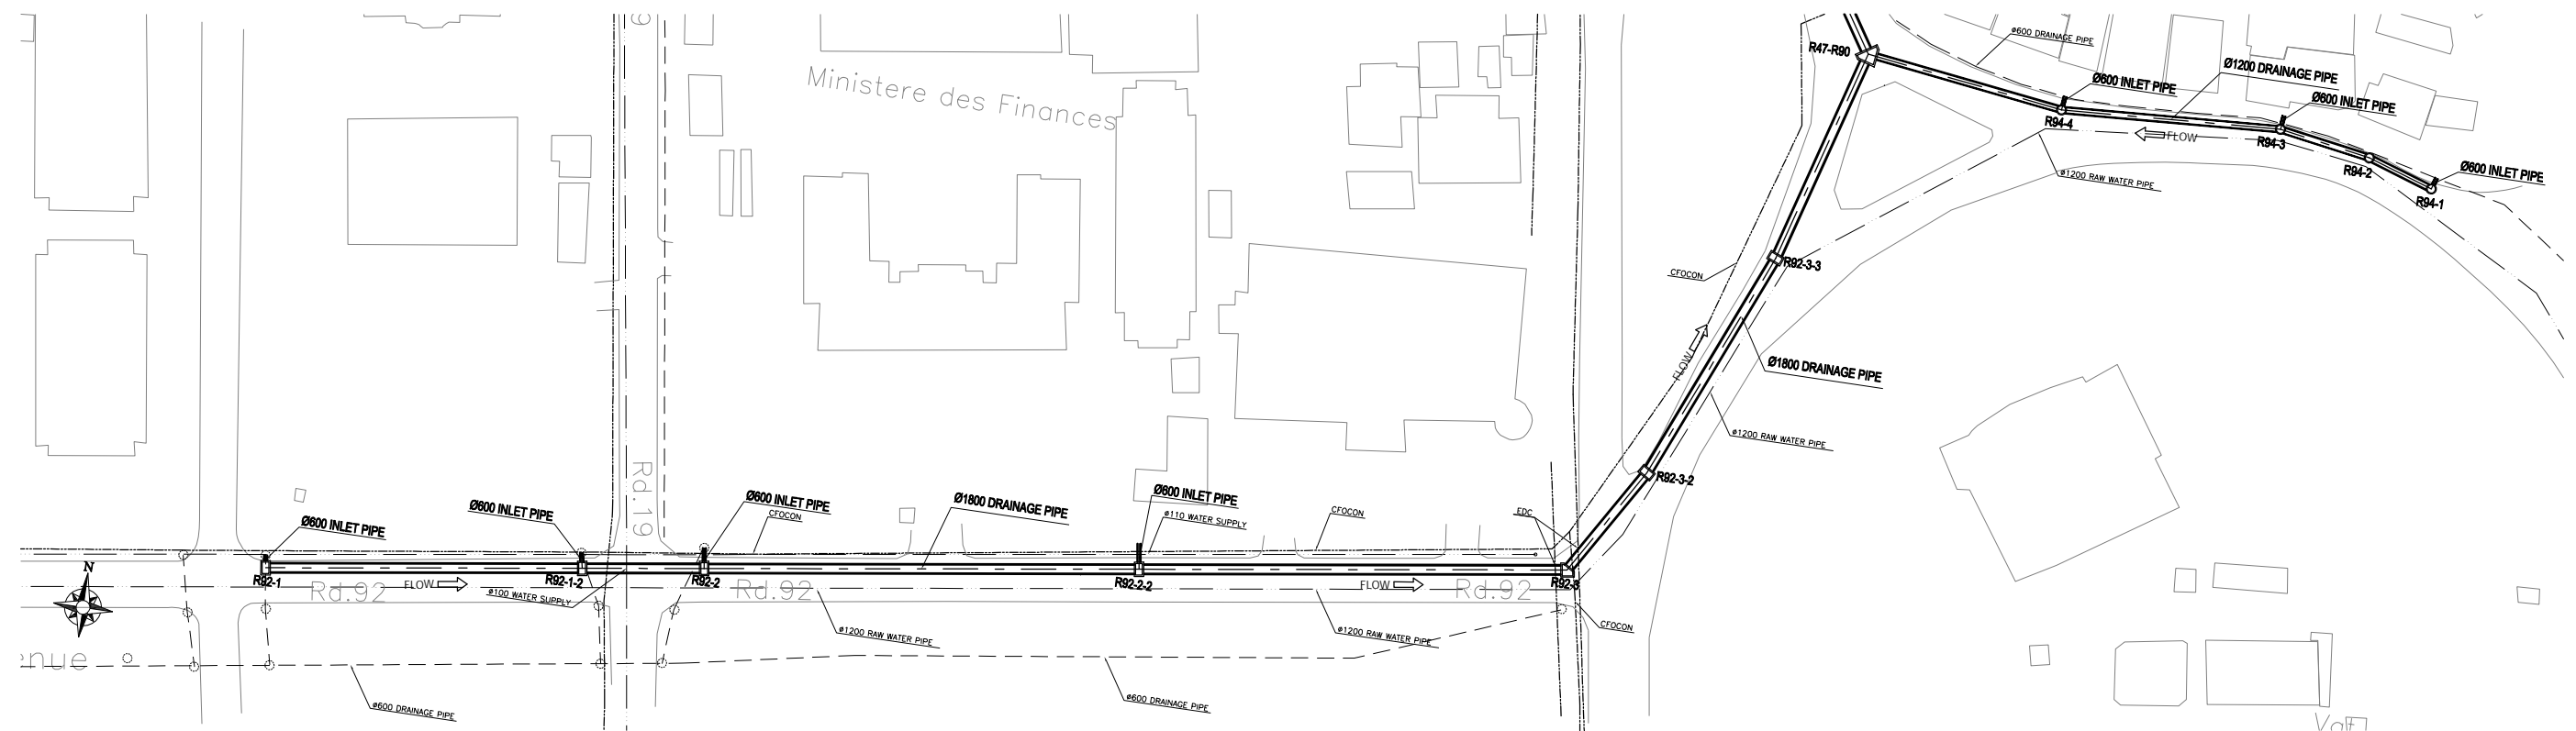 Ministere des Finances
R47-R90
Ø600 DRAINAGE PIPE
Ø1200 DRAINAGE PIPE
Ø600 INLET PIPE
Ø600 INLET PIPE
R94-4
FLOW
R94-3
R94-2
Ø600 INLET PIPE
R94-1
Ø1200 RAW WATER PIPE
R92-3-3
CFOCON
FLOW
Ø1800 DRAINAGE PIPE
Ø1200 RAW WATER PIPE
R92-3-2
Rd.19
Ø600 INLET PIPE
Ø600 INLET PIPE
Ø600 INLET PIPE
CFOCON
Ø1800 DRAINAGE PIPE
Ø600 INLET PIPE
Ø110 WATER SUPPLY
CFOCON
EDC
N
R92-1
Rd.92
FLOW
R92-1-2
Ø100 WATER SUPPLY
R92-2
Rd.92
R92-2-2
FLOW
Rd.92
R92-3
CFOCON
Ø1200 RAW WATER PIPE
Ø1200 RAW WATER PIPE
enue
Ø600 DRAINAGE PIPE
Ø600 DRAINAGE PIPE